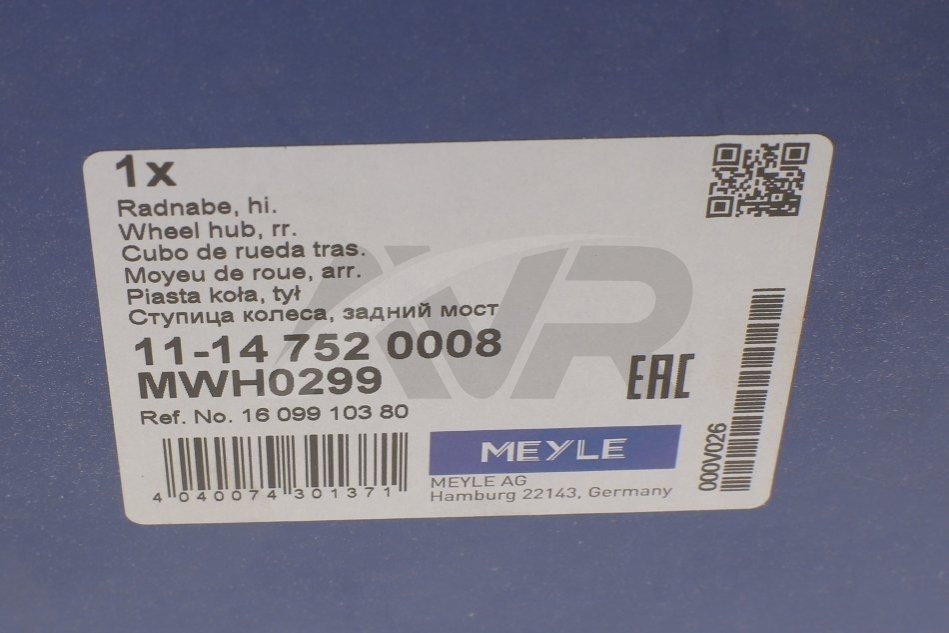 1x
Radnabe, hi.
Wheel hub, rr.
Cubo de rueda tras.
Moyeu de roue, arr.
Piasta koła, tył
Ступица колеса, задний мост
11-14 752 0008
MWH0299
Ref. No. 16 099 103 80
EAC
MEYLE
MEYLE AG
Hamburg 22143, Germany
4 040074 301371
000V026
AVR